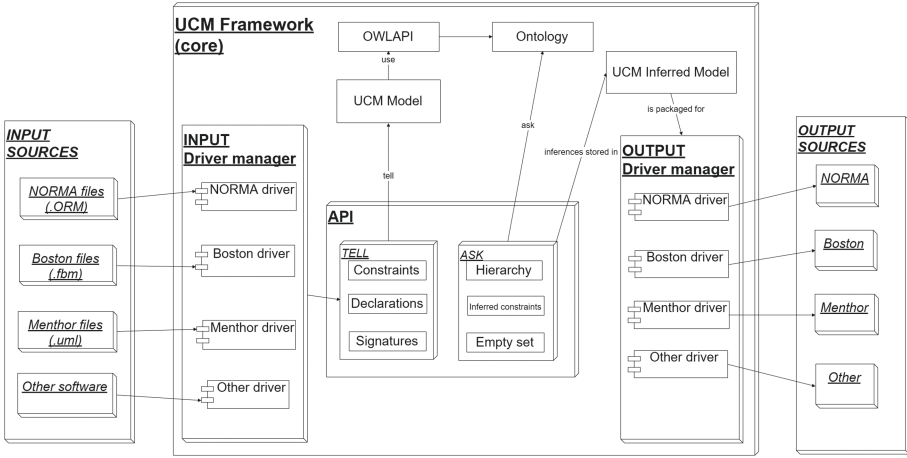 UCM Framework
(core)
OWLAPI
Ontology
use
UCM Model
UCM Inferred Model
is packaged for
ask
inferences stored in
tell
INPUT
SOURCES
NORMA files
(.ORM)
Boston files
(.fbm)
Menthor files
(.uml)
Other software
INPUT
Driver manager
NORMA driver
Boston driver
Menthor driver
Other driver
API
TELL
Constraints
Declarations
Signatures
ASK
Hierarchy
Inferred constraints
Empty set
OUTPUT
Driver manager
NORMA driver
Boston driver
Menthor driver
Other driver
OUTPUT
SOURCES
NORMA
Boston
Menthor
Other